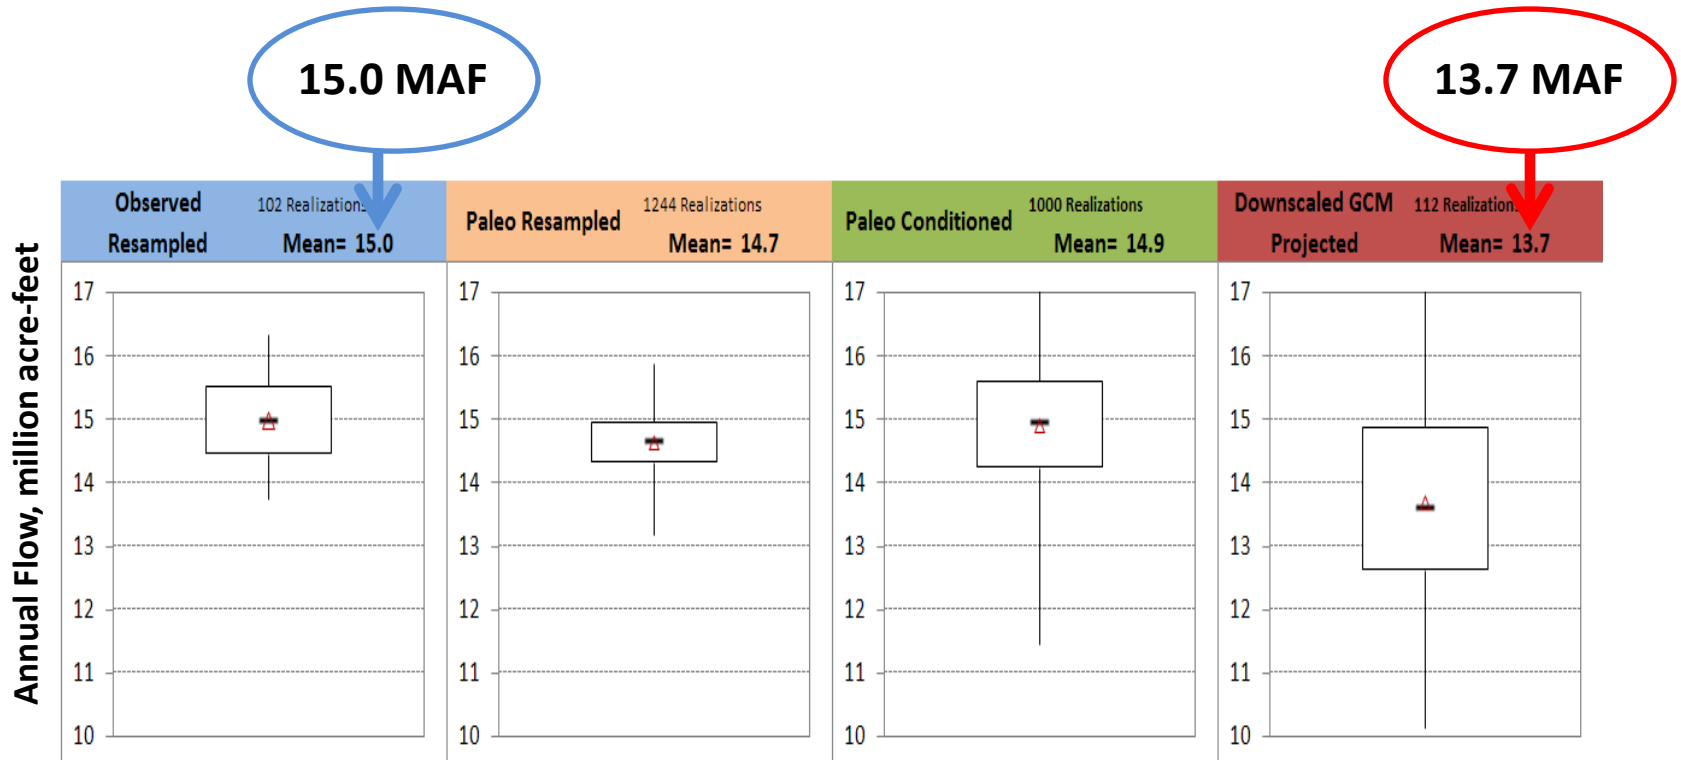 15.0 MAF
13.7 MAF
Observed Resampled
102 Realizations
Mean= 15.0
Paleo Resampled
1244 Realizations
Mean= 14.7
Paleo Conditioned
1000 Realizations
Mean= 14.9
Downscaled GCM Projected
112 Realizations
Mean= 13.7
Annual Flow, million acre-feet
17
16
15
14
13
12
11
10
17
16
15
14
13
12
11
10
17
16
15
14
13
12
11
10
17
16
15
14
13
12
11
10